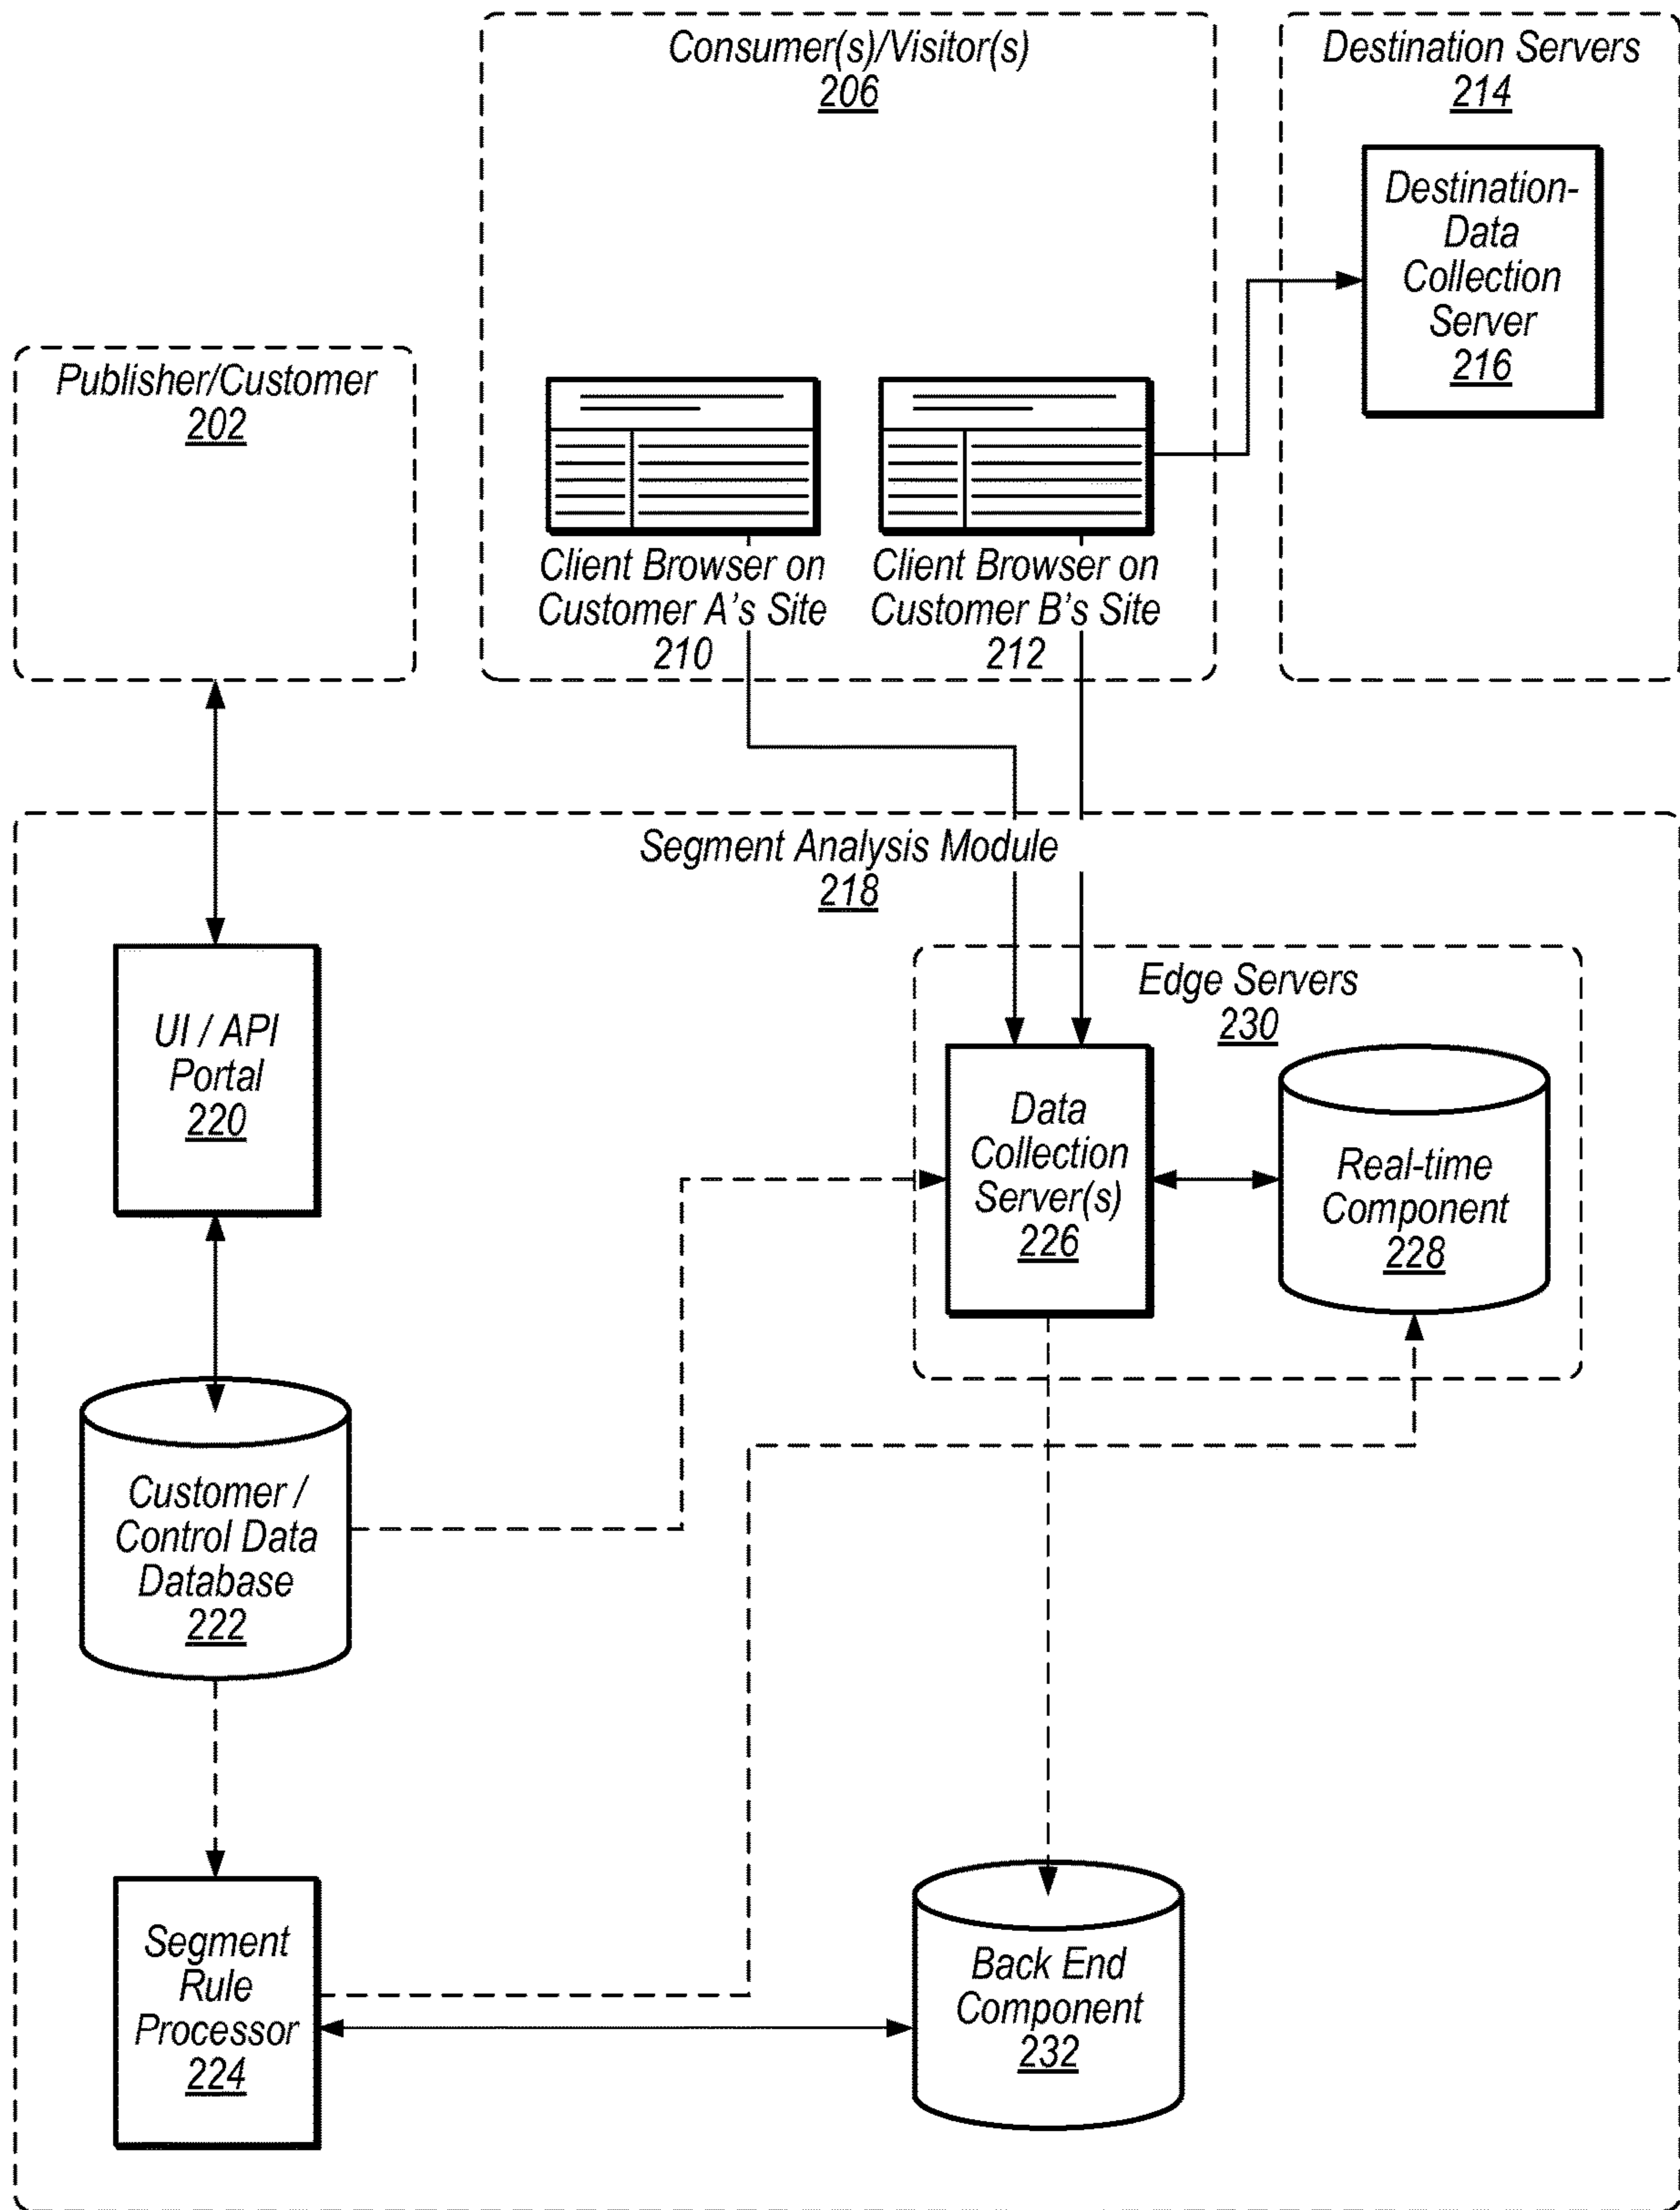 Consumer(s)/Visitor(s)
206
Destination Servers
214
Destination-
Data
Collection
Server
216
Publisher/Customer
202
Client Browser on
Customer A's Site
210
Client Browser on
Customer B's Site
212
Segment Analysis Module
218
UI / API
Portal
220
Edge Servers
230
Data
Collection
Server(s)
226
Real-time
Component
228
Customer /
Control Data
Database
222
Segment
Rule
Processor
224
Back End
Component
232